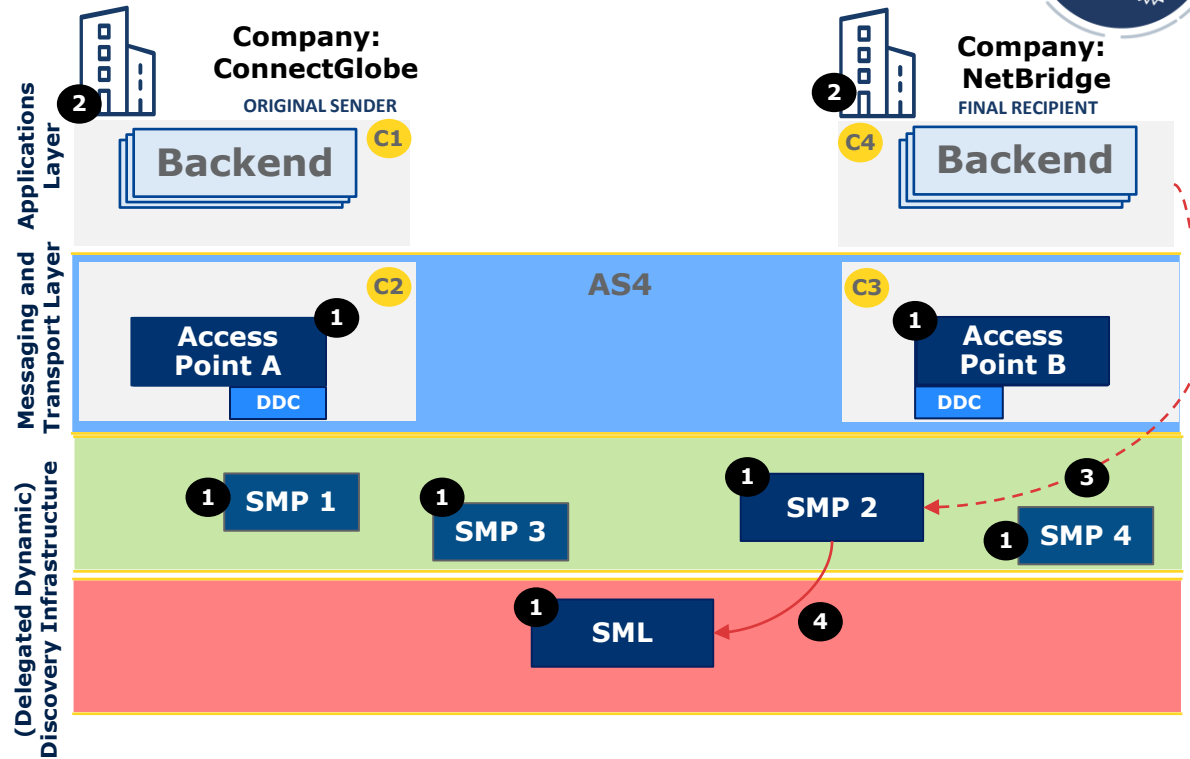 Company:
ConnectGlobe
ORIGINAL SENDER
2
Company:
NetBridge
FINAL RECIPIENT
2
Applications
Layer
Backend
C1
C4
Backend
Messaging and
Transport Layer
C2
AS4
C3
1
Access
Point A
DDC
1
Access
Point B
DDC
(Delegated Dynamic)
Discovery Infrastructure
1
SMP 1
1
SMP 3
1
SMP 2
3
1
SMP 4
1
SML
4